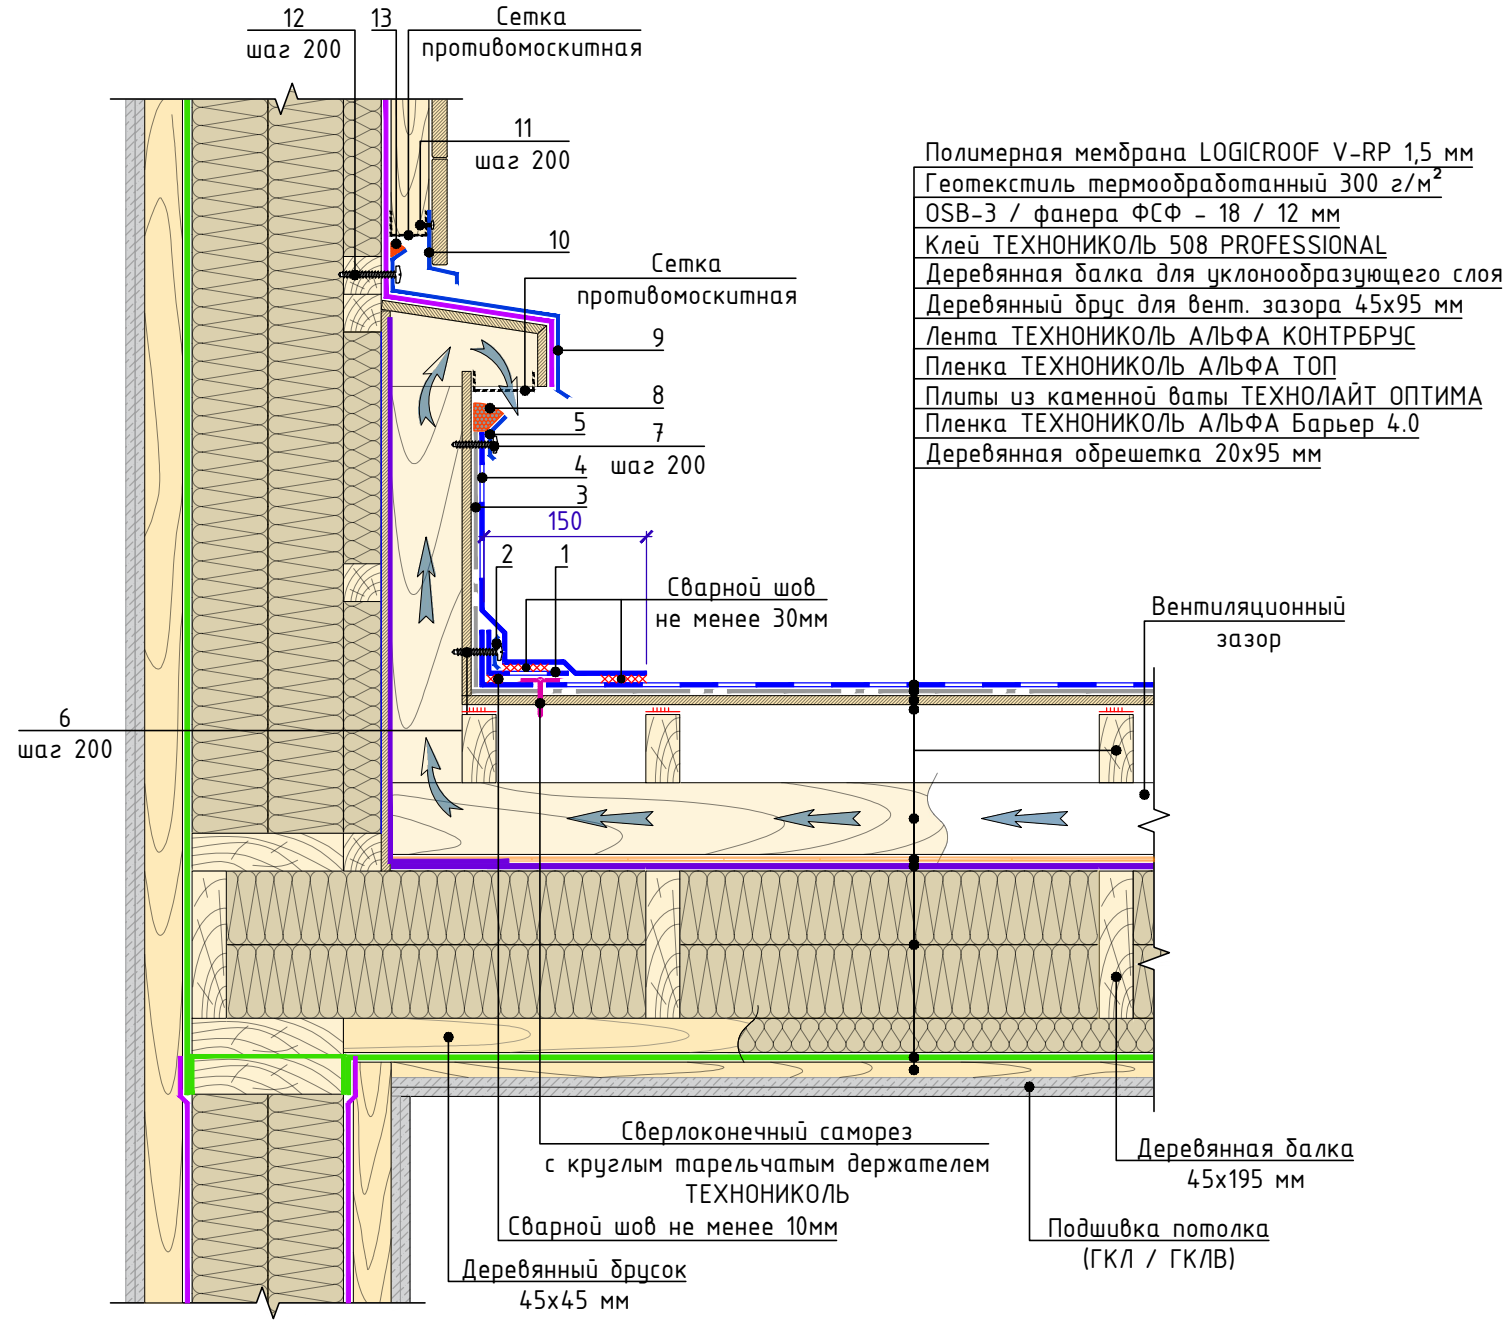 12
шаг 200
13
Сетка
противомоскитная
11
шаг 200
10
Сетка
противомоскитная
9
8
5
7
шаг 200
4
3
150
2
1
Сварной шов
не менее 30мм
Полимерная мембрана LOGICROOF V-RP 1,5 мм
Геотекстиль термообработанный 300 г/м²
OSB-3 / фанера ФСФ - 18 / 12 мм
Клей ТЕХНОНИКОЛЬ 508 PROFESSIONAL
Деревянная балка для уклонообразующего слоя
Деревянный брус для вент. зазора 45х95 мм
Лента ТЕХНОНИКОЛЬ АЛЬФА КОНТРБРУС
Пленка ТЕХНОНИКОЛЬ АЛЬФА ТОП
Плиты из каменной ваты ТЕХНОЛАЙТ ОПТИМА
Пленка ТЕХНОНИКОЛЬ АЛЬФА Барьер 4.0
Деревянная обрешетка 20х95 мм
Вентиляционный
зазор
6
шаг 200
Сверлоконечный саморез
с круглым тарельчатым держателем
ТЕХНОНИКОЛЬ
Сварной шов не менее 10мм
Деревянный брусок
45х45 мм
Деревянная балка
45х195 мм
Подшивка потолка
(ГКЛ / ГКЛВ)